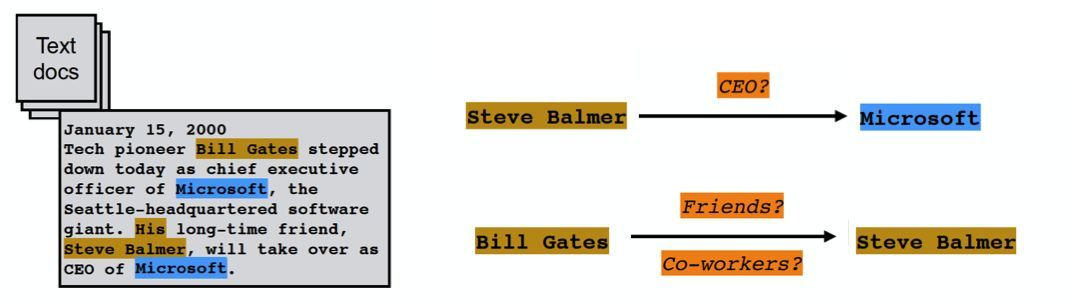 Text
docs
January 15, 2000
Tech pioneer Bill Gates stepped
down today as chief executive
officer of Microsoft, the
Seattle-headquartered software
giant. His long-time friend,
Steve Balmer, will take over as
CEO of Microsoft.
CEO?
Steve Balmer
Microsoft
Friends?
Bill Gates
Steve Balmer
Co-workers?